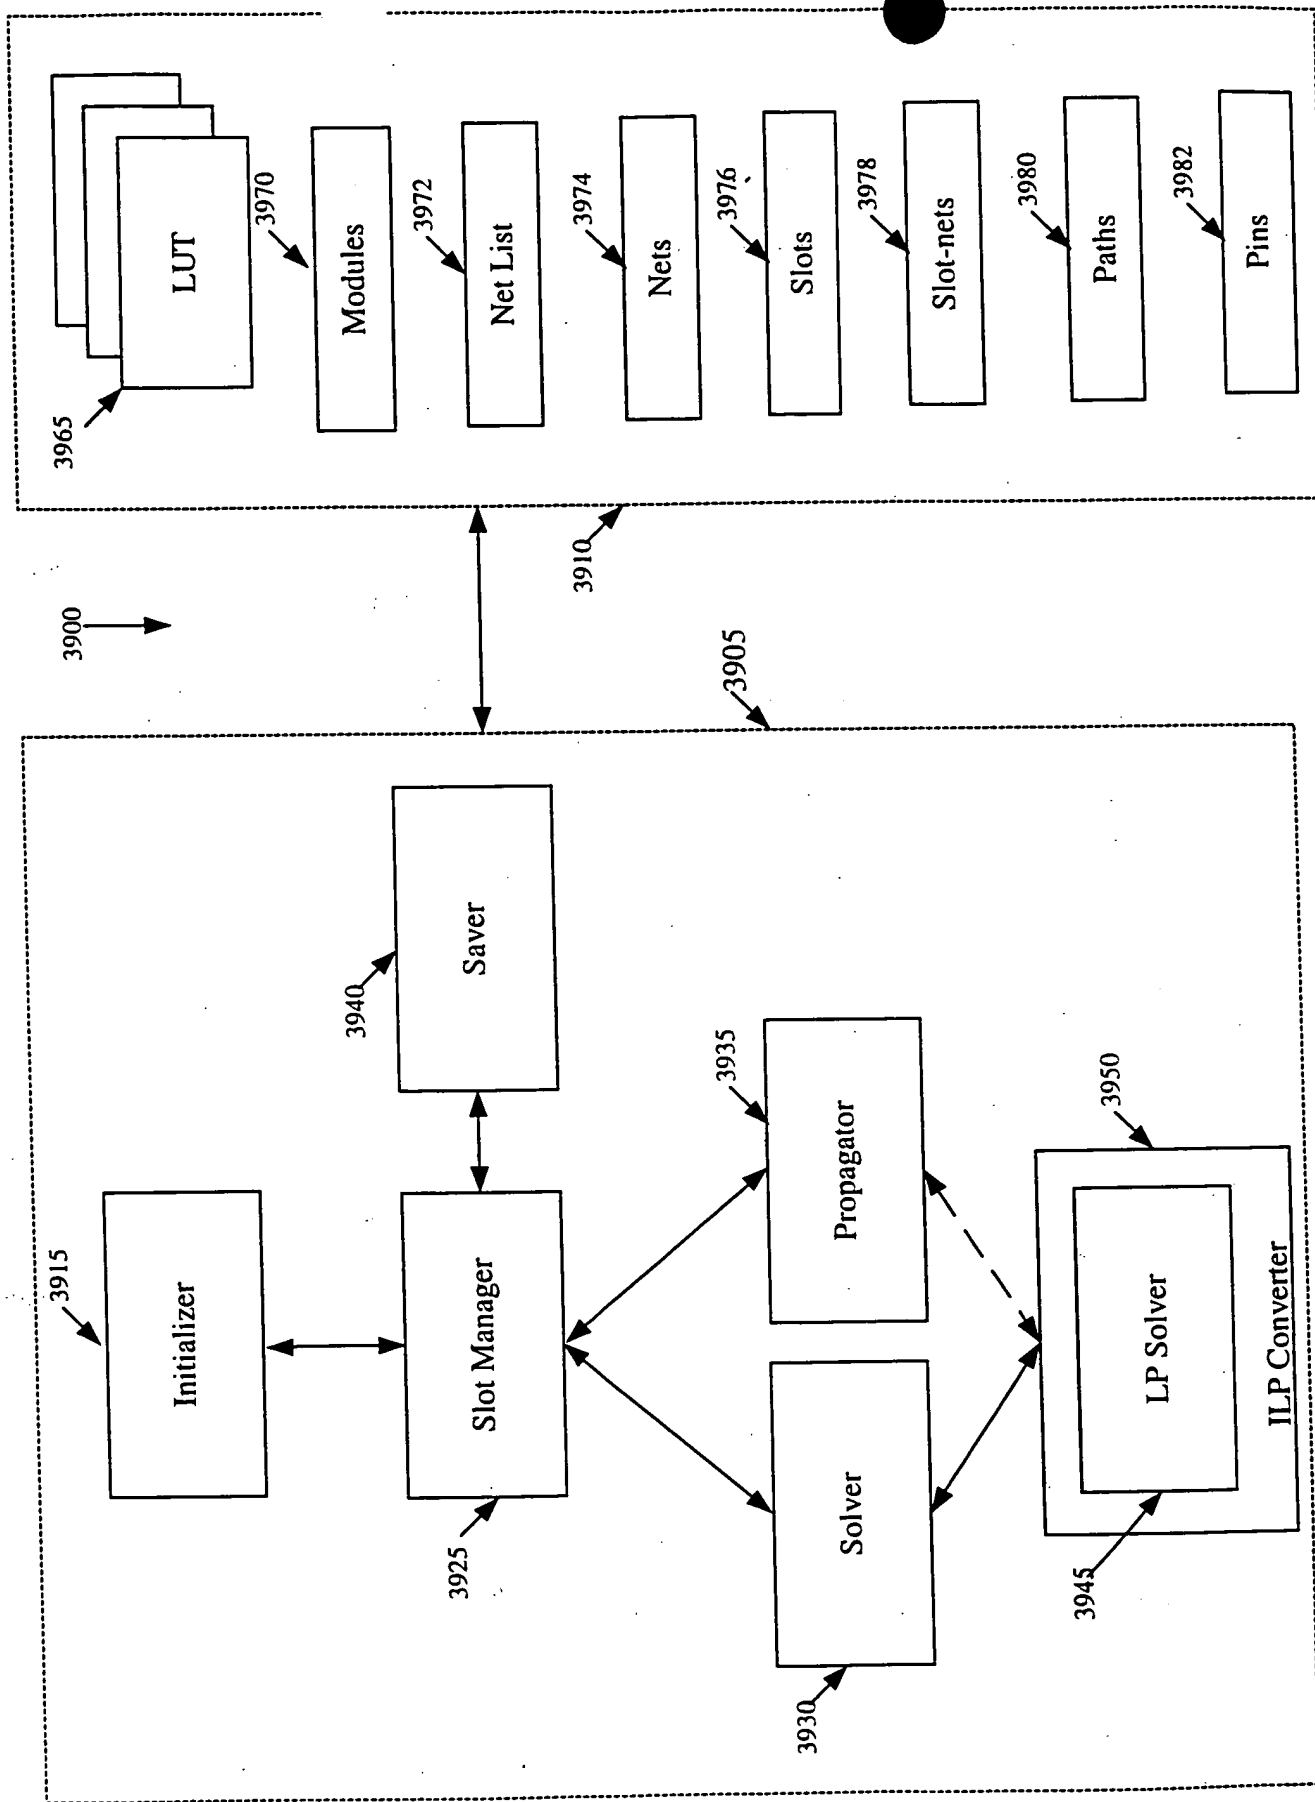 3900
3905
3915
Initializer
3925
Slot Manager
3940
Saver
3930
Solver
3935
Propagator
3945
LP Solver
3950
ILP Converter
3910
3965
LUT
3970
Modules
3972
Net List
3974
Nets
3976
Slots
3978
Slot-nets
3980
Paths
3982
Pins